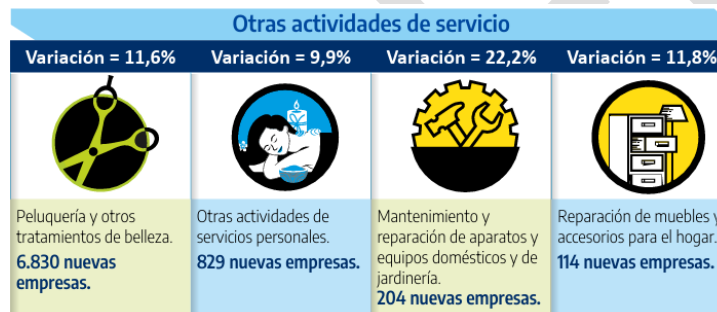 Otras actividades de servicio
Variación = 11,6%
Variación = 9,9%
Variación = 22,2%
Variación = 11,8%
Peluquería y otros
tratamientos de belleza.
6.830 nuevas
empresas.
Otras actividades de
servicios personales.
829 nuevas empresas.
Mantenimiento y
reparación de aparatos y
equipos domésticos y de
jardinería.
204 nuevas empresas.
Reparación de muebles y
accesorios para el hogar.
114 nuevas empresas.